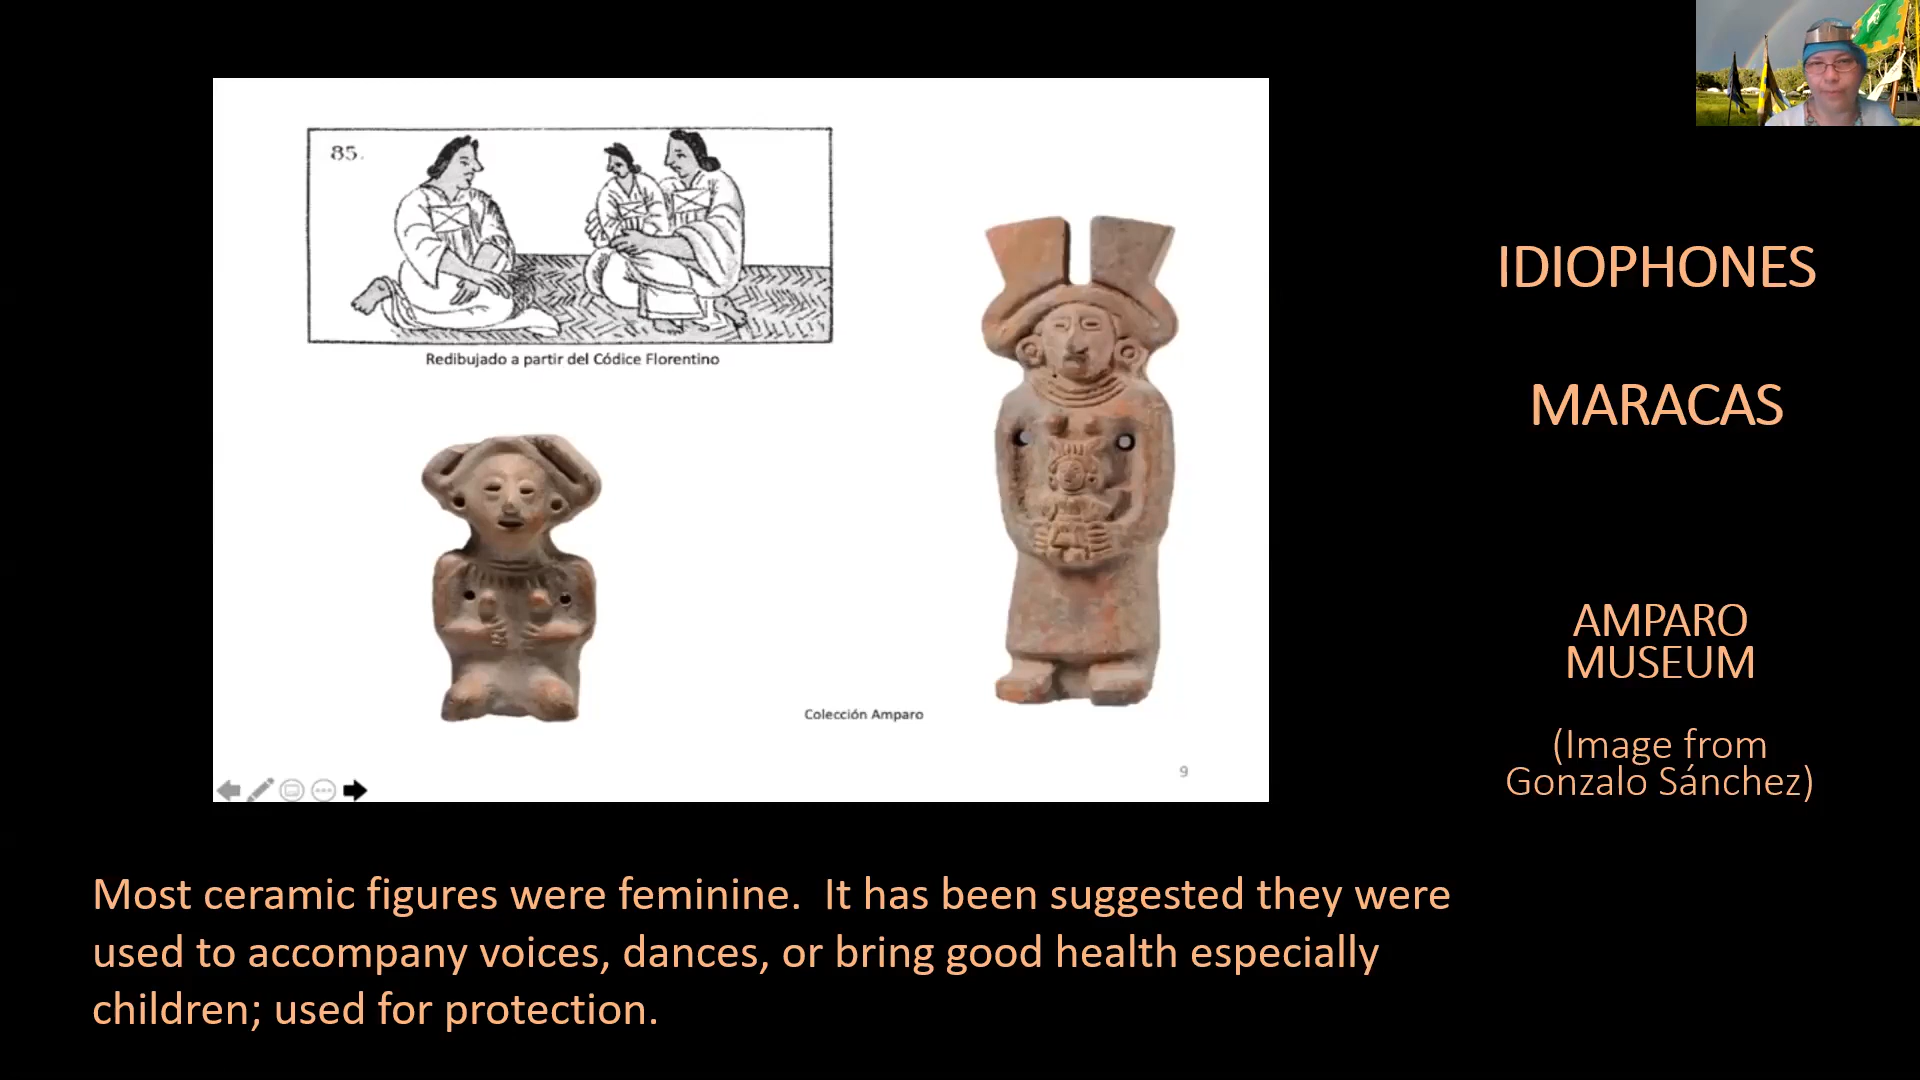 85.
Redibujado a partir del Códice Florentino
Colección Amparo
9
IDIOPHONES
MARACAS
AMPARO
MUSEUM
(Image from
Gonzalo Sánchez)
Most ceramic figures were feminine.  It has been suggested they were
used to accompany voices, dances, or bring good health especially
children; used for protection.